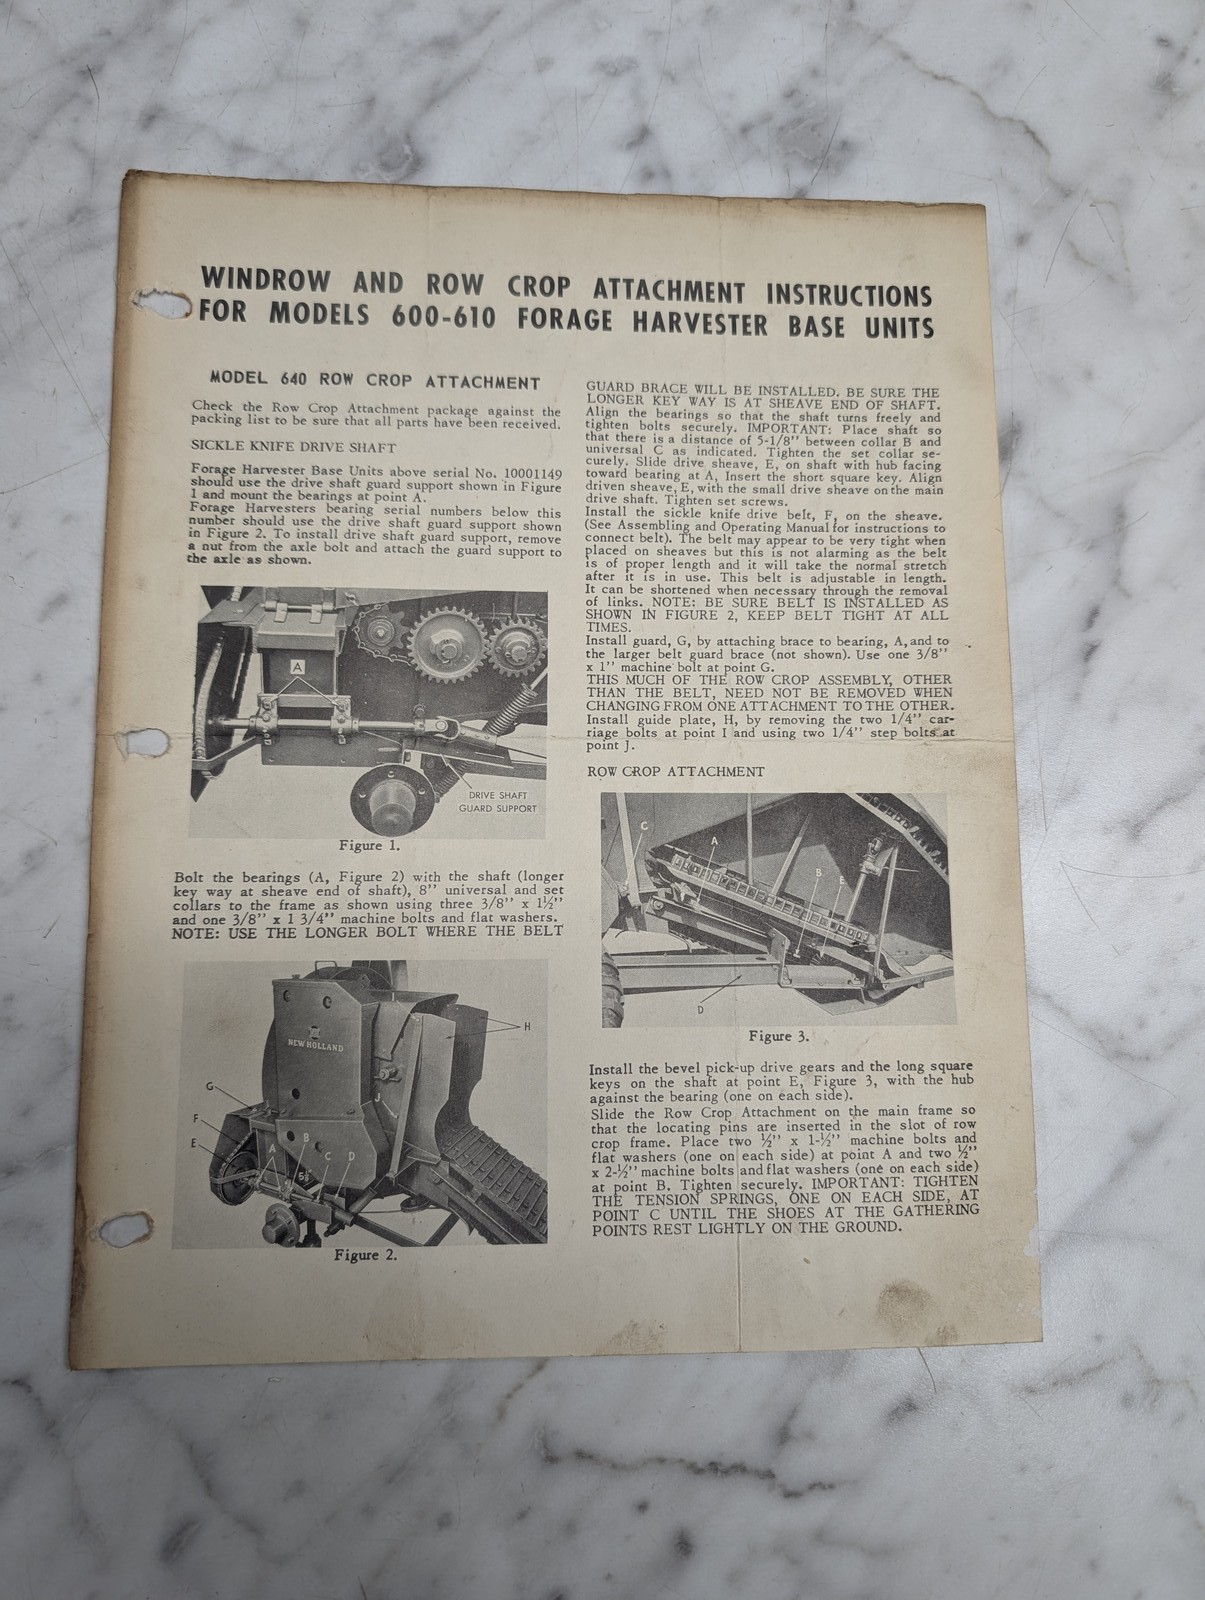 WINDROW AND ROW CROP ATTACHMENT INSTRUCTIONS
FOR MODELS 600-610 FORAGE HARVESTER BASE UNITS
MODEL 640 ROW CROP ATTACHMENT
Check the Row Crop Attachment package against the
packing list to be sure that all parts have been received.
SICKLE KNIFE DRIVE SHAFT
Forage Harvester Base Units above serial No. 10001149
should use the drive shaft guard support shown in Figure
1 and mount the bearings at point A.
Forage Harvesters bearing serial numbers below this
number should use the drive shaft guard support shown
in Figure 2. To install drive shaft guard support, remove
a nut from the axle bolt and attach the guard support to
the axle as shown.
A
DRIVE SHAFT
GUARD SUPPORT
Figure 1.
Bolt the bearings (A, Figure 2) with the shaft (longer
key way at sheave end of shaft), 8'' universal and set
collars to the frame as shown using three 3/8'' x 1½''
and one 3/8'' x 1 3/4'' machine bolts and flat washers.
NOTE: USE THE LONGER BOLT WHERE THE BELT
NEW HOLLAND
H
I
J
G
F
E
A
B
C
D
5⅛
Figure 2.
GUARD BRACE WILL BE INSTALLED. BE SURE THE
LONGER KEY WAY IS AT SHEAVE END OF SHAFT.
Align the bearings so that the shaft turns freely and
tighten bolts securely. IMPORTANT: Place shaft so
that there is a distance of 5-1/8'' between collar B and
universal C as indicated. Tighten the set collar se-
curely. Slide drive sheave, E, on shaft with hub facing
toward bearing at A, Insert the short square key. Align
driven sheave, E, with the small drive sheave on the main
drive shaft. Tighten set screws.
Install the sickle knife drive belt, F, on the sheave.
(See Assembling and Operating Manual for instructions to
connect belt). The belt may appear to be very tight when
placed on sheaves but this is not alarming as the belt
is of proper length and it will take the normal stretch
after it is in use. This belt is adjustable in length.
It can be shortened when necessary through the removal
of links. NOTE: BE SURE BELT IS INSTALLED AS
SHOWN IN FIGURE 2, KEEP BELT TIGHT AT ALL
TIMES.
Install guard, G, by attaching brace to bearing, A, and to
the larger belt guard brace (not shown). Use one 3/8''
x 1'' machine bolt at point G.
THIS MUCH OF THE ROW CROP ASSEMBLY, OTHER
THAN THE BELT, NEED NOT BE REMOVED WHEN
CHANGING FROM ONE ATTACHMENT TO THE OTHER.
Install guide plate, H, by removing the two 1/4'' car-
riage bolts at point I and using two 1/4'' step bolts at
point J.
ROW CROP ATTACHMENT
C
A
B
E
D
Figure 3.
Install the bevel pick-up drive gears and the long square
keys on the shaft at point E, Figure 3, with the hub
against the bearing (one on each side).
Slide the Row Crop Attachment on the main frame so
that the locating pins are inserted in the slot of row
crop frame. Place two ½'' x 1-½'' machine bolts and
flat washers (one on each side) at point A and two ½''
x 2-½'' machine bolts and flat washers (one on each side)
at point B. Tighten securely. IMPORTANT: TIGHTEN
THE TENSION SPRINGS, ONE ON EACH SIDE, AT
POINT C UNTIL THE SHOES AT THE GATHERING
POINTS REST LIGHTLY ON THE GROUND.